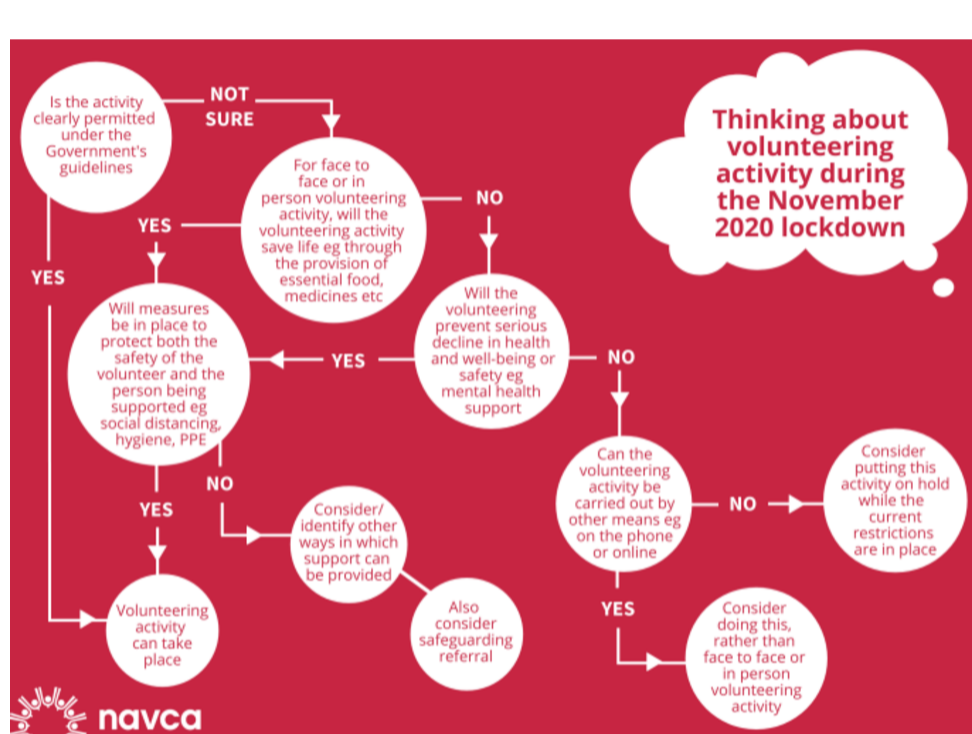 Is the activity
clearly permitted
under the
Government's
guidelines
NOT
SURE
For face to
face or in
person volunteering
activity, will the
volunteering activity
save life eg through
the provision of
essential food,
medicines etc
Thinking about
volunteering
activity during
the November
2020 lockdown
YES
NO
YES
Will measures
be in place to
protect both the
safety of the
volunteer and the
person being
supported eg
social distancing,
hygiene, PPE
YES
Will the
volunteering
prevent serious
decline in health
and well-being or
safety eg
mental health
support
NO
YES
NO
Consider/
identify other
ways in which
support can
be provided
Can the
volunteering
activity be
carried out by
other means eg
on the phone
or online
NO
Consider
putting this
activity on hold
while the
current
restrictions
are in place
Volunteering
activity
can take
place
Also
consider
safeguarding
referral
YES
Consider
doing this,
rather than
face to face or
in person
volunteering
activity
navca